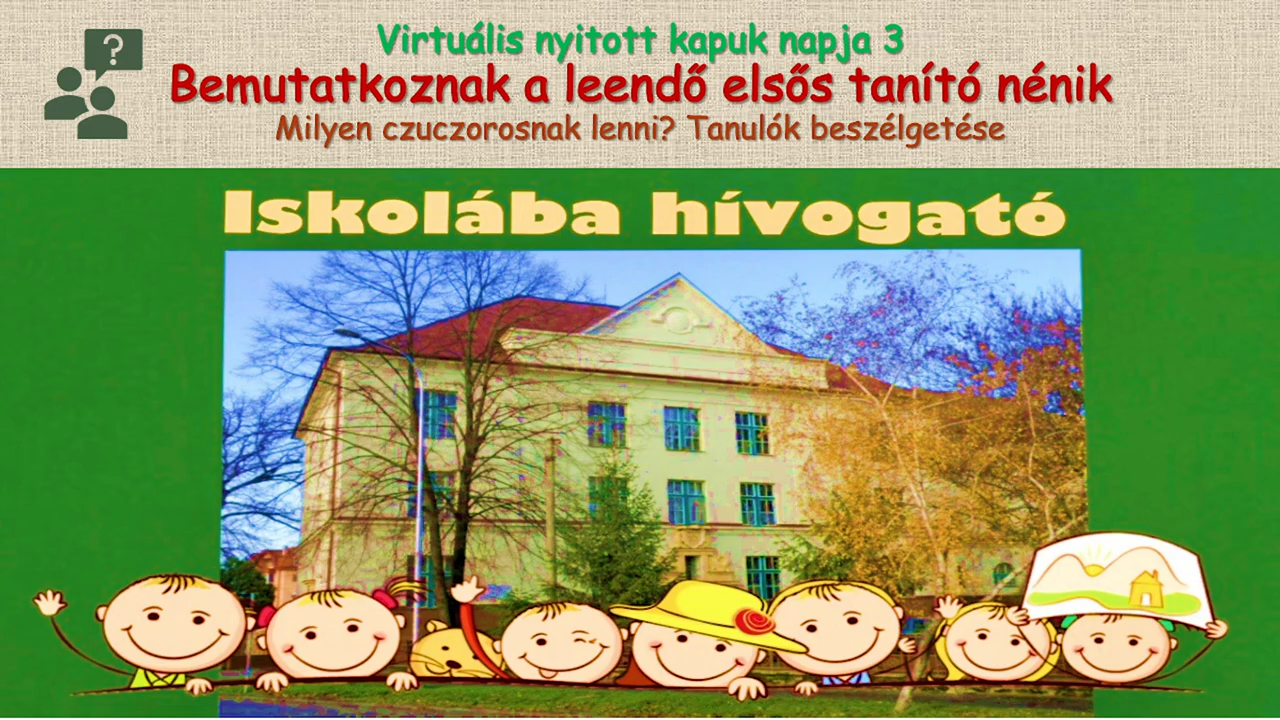 ?
Virtuális nyitott kapuk napja 3
Bemutatkoznak a leendő elsős tanító nénik
Milyen czuczorosnak lenni? Tanulók beszélgetése
Iskolába hívogató